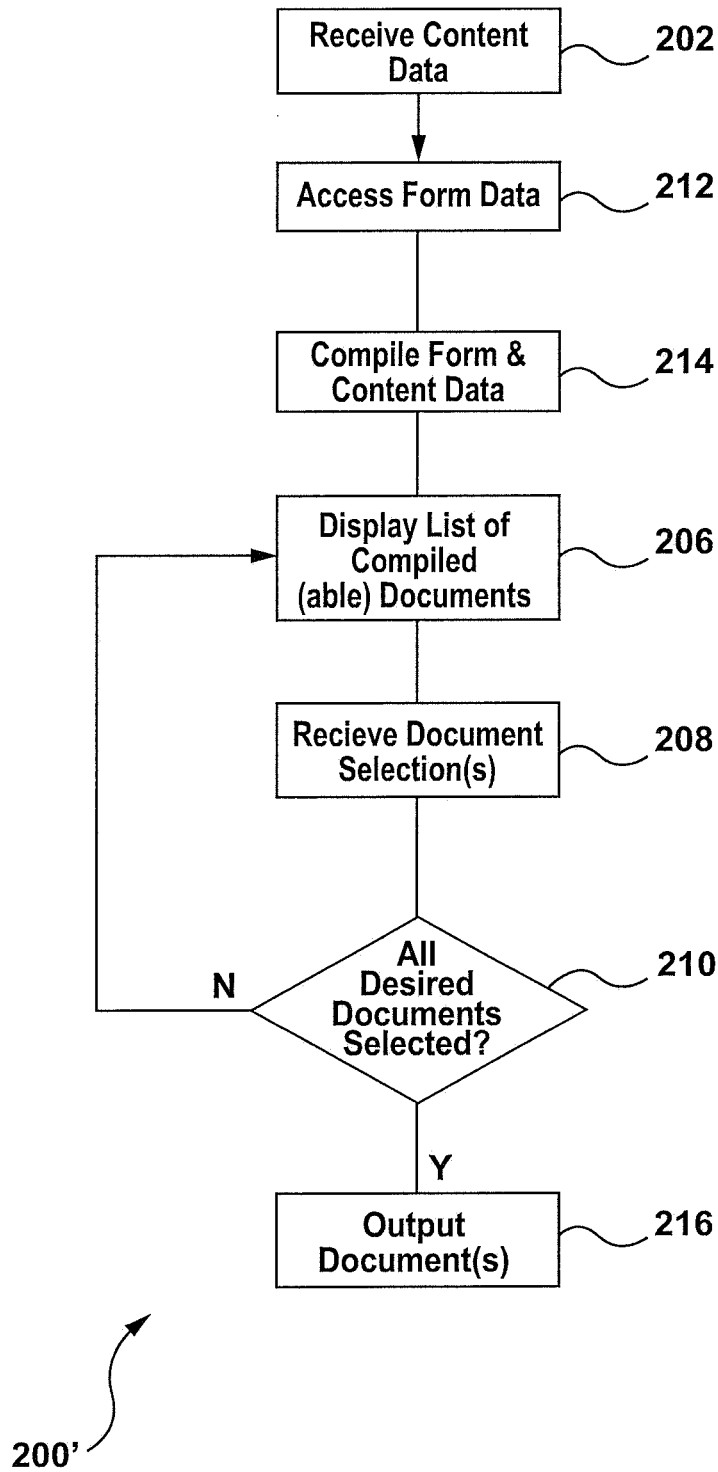 Receive Content
Data
202
Access Form Data
212
Compile Form &
Content Data
214
Display List of
Compiled
(able) Documents
206
Recieve Document
Selection(s)
208
All
Desired
Documents
Selected?
210
N
Y
Output
Document(s)
216
200’